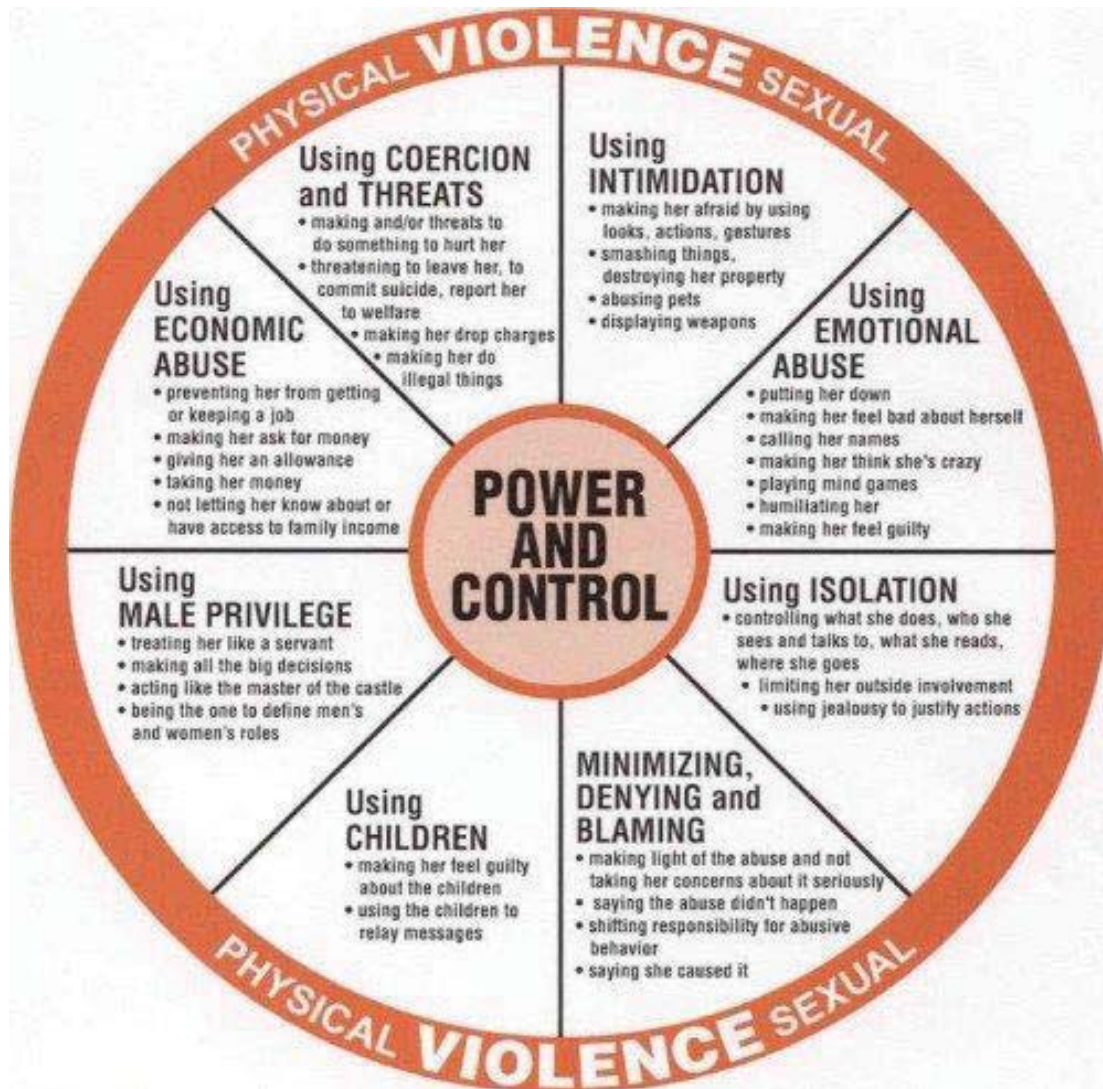 PHYSICAL VIOLENCE SEXUAL
Using COERCION
and THREATS
• making and/or threats to
do something to hurt her
• threatening to leave her, to
commit suicide, report her
to welfare
• making her drop charges
• making her do
illegal things
Using
INTIMIDATION
• making her afraid by using
looks, actions, gestures
• smashing things,
destroying her property
• abusing pets
• displaying weapons
Using
EMOTIONAL
ABUSE
• putting her down
• making her feel bad about herself
• calling her names
• making her think she's crazy
• playing mind games
• humiliating her
• making her feel guilty
Using ISOLATION
• controlling what she does, who she
sees and talks to, what she reads,
where she goes
• limiting her outside involvement
• using jealousy to justify actions
MINIMIZING,
DENYING and
BLAMING
• making light of the abuse and not
taking her concerns about it seriously
• saying the abuse didn't happen
• shifting responsibility for abusive
behavior
• saying she caused it
Using
CHILDREN
• making her feel guilty
about the children
• using the children to
relay messages
Using
MALE PRIVILEGE
• treating her like a servant
• making all the big decisions
• acting like the master of the castle
• being the one to define men's
and women's roles
Using
ECONOMIC
ABUSE
• preventing her from getting
or keeping a job
• making her ask for money
• giving her an allowance
• taking her money
• not letting her know about or
have access to family income
POWER
AND
CONTROL
PHYSICAL VIOLENCE SEXUAL